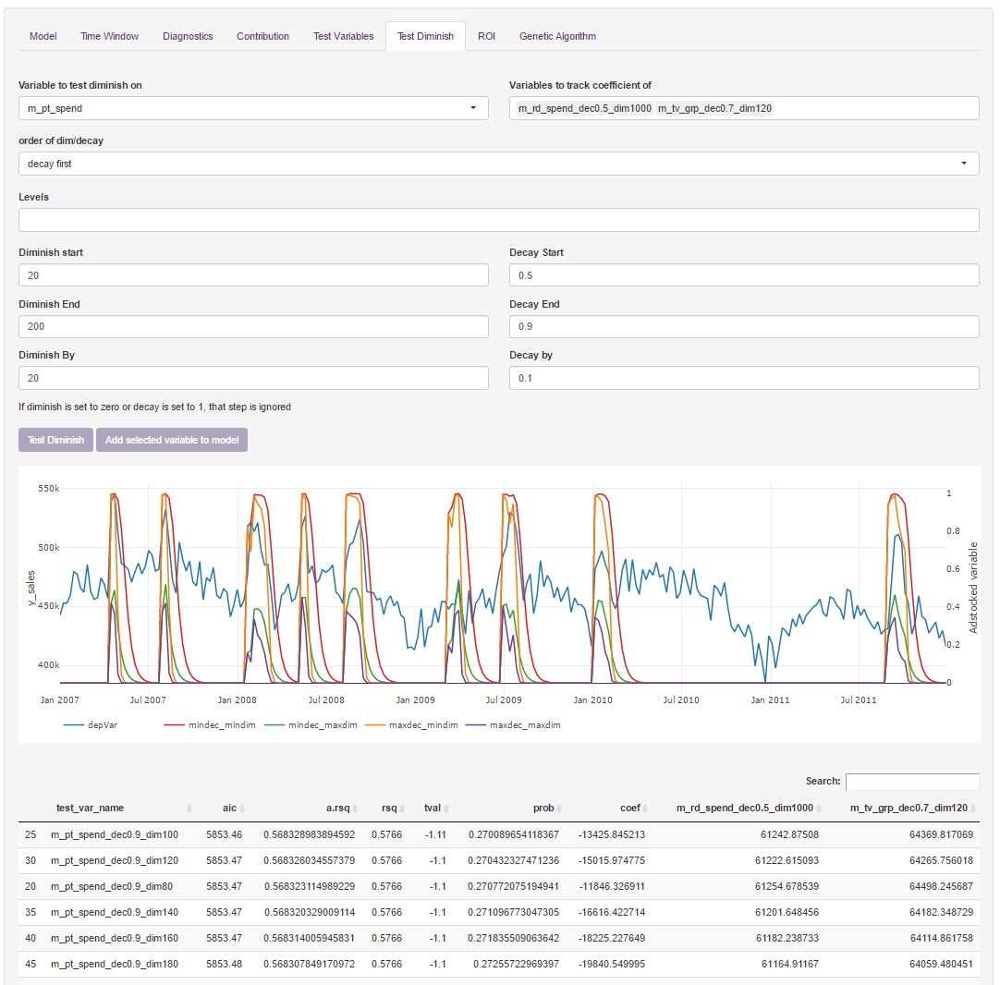 Model Time Window Diagnostics Contribution Test Variables Test Diminish ROI Genetic Algorithm
Variable to test diminish on Variables to track coefficient of
m_pt_spend m_rd_spend_dec0.5_dim1000 m_tv_grp_dec0.7_dim120
order of dim/decay
decay first
Levels
Diminish start Decay Start
20 0.5
Diminish End Decay End
200 0.9
Diminish By Decay by
20 0.1
If diminish is set to zero or decay is set to 1, that step is ignored
Test Diminish Add selected variable to model
550k 1
0.8
500k
0.6
y_sales Adstocked variable
450k 0.4
0.2
400k
0
Jan 2007 Jul 2007 Jan 2008 Jul 2008 Jan 2009 Jul 2009 Jan 2010 Jul 2010 Jan 2011 Jul 2011
depVar mindec_mindim mindec_maxdim maxdec_mindim maxdec_maxdim
Search:
test_var_name aic a.rsq rsq tval prob coef m_rd_spend_dec0.5_dim1000 m_tv_grp_dec0.7_dim120
25 m_pt_spend_dec0.9_dim100 5853.46 0.568328983894592 0.5766 -1.11 0.270089654118367 -13425.845213 61242.87508 64369.817069
30 m_pt_spend_dec0.9_dim120 5853.47 0.568326034557379 0.5766 -1.1 0.270432327471236 -15015.974775 61222.615093 64265.756018
20 m_pt_spend_dec0.9_dim80 5853.47 0.568323114989229 0.5766 -1.1 0.270772075194941 -11846.326911 61254.678539 64498.245687
35 m_pt_spend_dec0.9_dim140 5853.47 0.568320329009114 0.5766 -1.1 0.271096773047305 -16616.422714 61201.648456 64182.348729
40 m_pt_spend_dec0.9_dim160 5853.47 0.568314005945831 0.5766 -1.1 0.271835509063642 -18225.227649 61182.238733 64114.861758
45 m_pt_spend_dec0.9_dim180 5853.48 0.568307849170972 0.5766 -1.1 0.27255722969397 -19840.549995 61164.91167 64059.480451